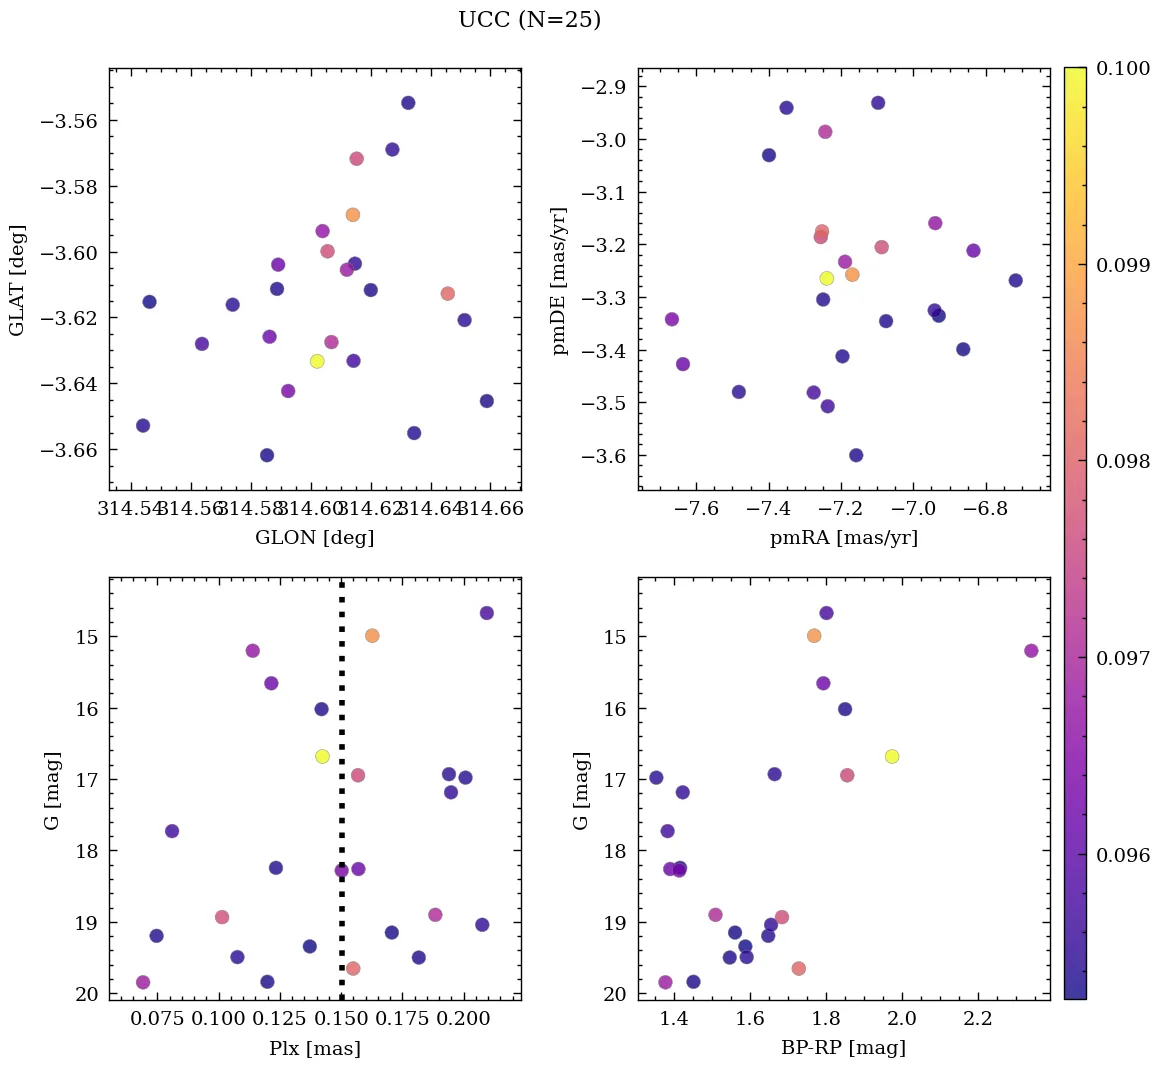 UCC (N=25)
−3.56
−3.58
−3.60
−3.62
−3.64
−3.66
GLAT [deg]
314.54 314.56 314.58 314.60 314.62 314.64 314.66
GLON [deg]
−2.9
−3.0
−3.1
−3.2
−3.3
−3.4
−3.5
−3.6
pmDE [mas/yr]
−7.6 −7.4 −7.2 −7.0 −6.8
pmRA [mas/yr]
15
16
17
18
19
20
G [mag]
0.075 0.100 0.125 0.150 0.175 0.200
Plx [mas]
15
16
17
18
19
20
G [mag]
1.4 1.6 1.8 2.0 2.2
BP-RP [mag]
0.100
0.099
0.098
0.097
0.096